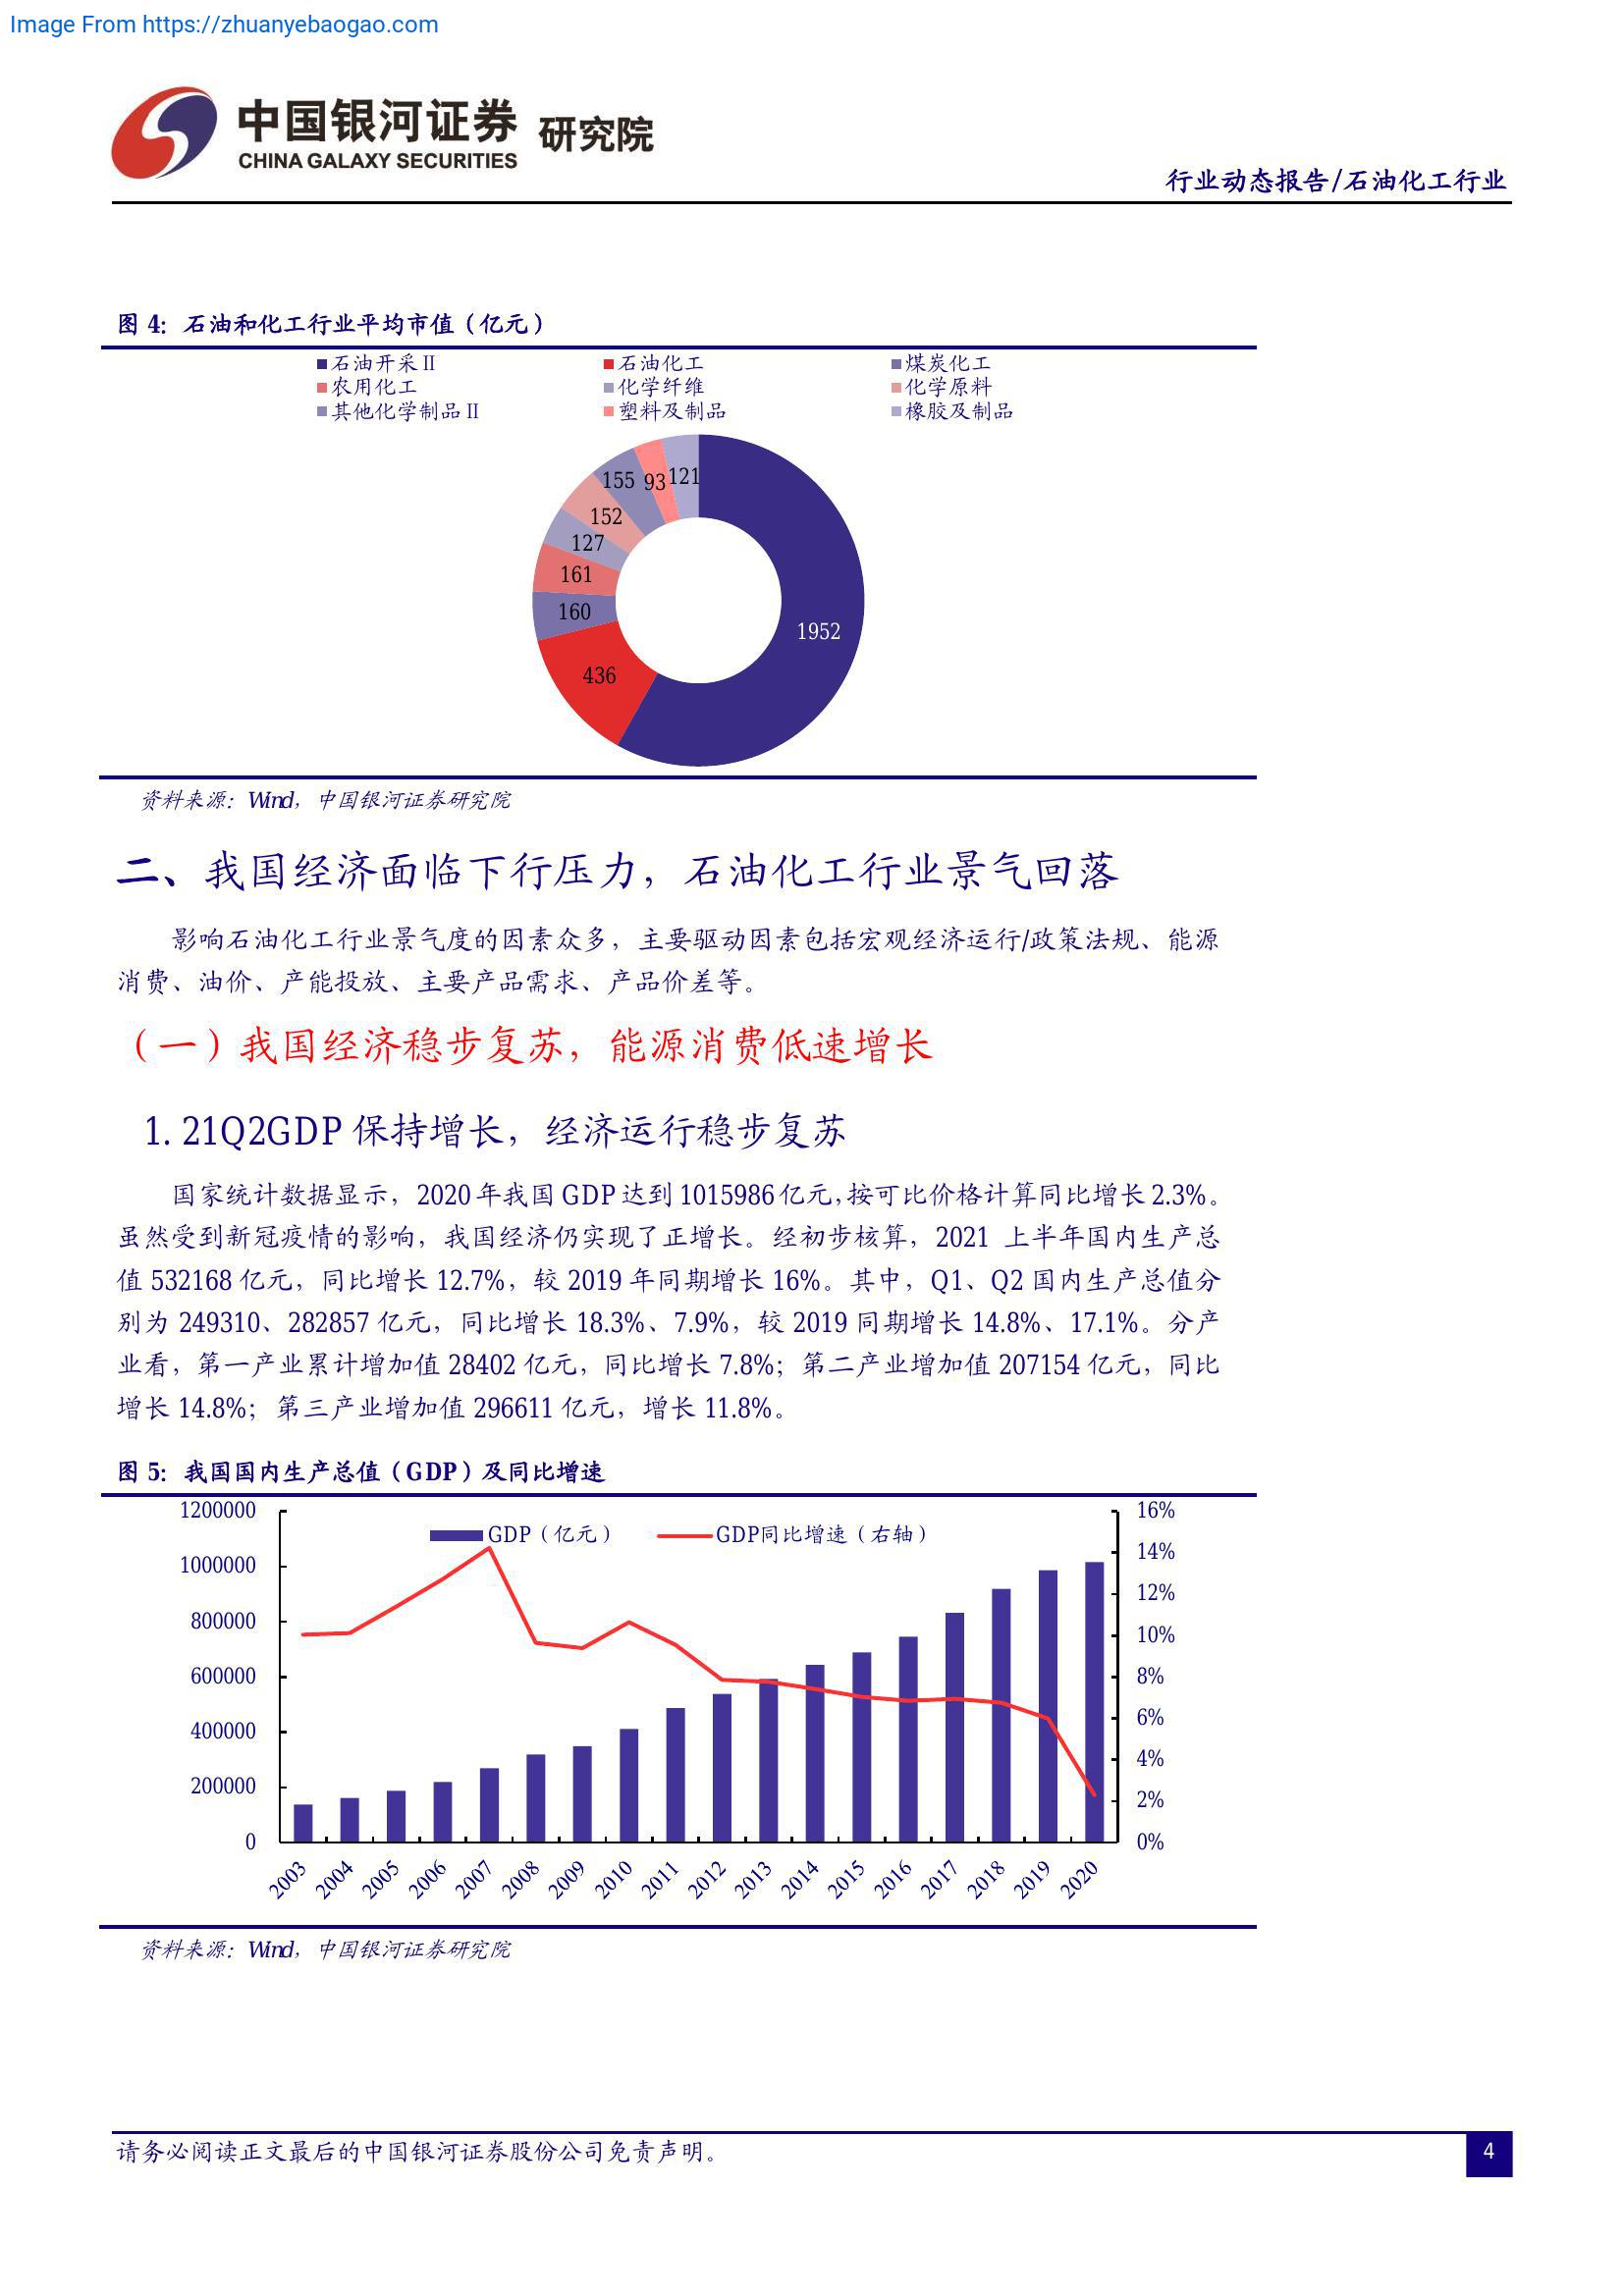 Image From https://zhuanyebaogao.com
中国银河证券 研究院
CHINA GALAXY SECURITIES
行业动态报告/石油化工行业
图 4：石油和化工行业平均市值（亿元）
石油开采Ⅱ 石油化工 煤炭化工
农用化工 化学纤维 化学原料
其他化学制品Ⅱ 塑料及制品 橡胶及制品
155 93 121
152
127
161
160
1952
436
资料来源：Wind，中国银河证券研究院
二、我国经济面临下行压力，石油化工行业景气回落
影响石油化工行业景气度的因素众多，主要驱动因素包括宏观经济运行/政策法规、能源
消费、油价、产能投放、主要产品需求、产品价差等。
（一）我国经济稳步复苏，能源消费低速增长
1. 21Q2GDP 保持增长，经济运行稳步复苏
国家统计数据显示，2020 年我国 GDP 达到 1015986 亿元，按可比价格计算同比增长 2.3%。
虽然受到新冠疫情的影响，我国经济仍实现了正增长。经初步核算，2021 上半年国内生产总
值 532168 亿元，同比增长 12.7%，较 2019 年同期增长 16%。其中，Q1、Q2 国内生产总值分
别为 249310、282857 亿元，同比增长 18.3%、7.9%，较 2019 同期增长 14.8%、17.1%。分产
业看，第一产业累计增加值 28402 亿元，同比增长 7.8%；第二产业增加值 207154 亿元，同比
增长 14.8%；第三产业增加值 296611 亿元，增长 11.8%。
图 5：我国国内生产总值（GDP）及同比增速
1200000 16%
GDP（亿元） GDP同比增速（右轴）
14%
1000000
12%
800000 10%
600000 8%
6%
400000
4%
200000 2%
0 0%
2003 2004 2005 2006 2007 2008 2009 2010 2011 2012 2013 2014 2015 2016 2017 2018 2019 2020
资料来源：Wind，中国银河证券研究院
请务必阅读正文最后的中国银河证券股份公司免责声明。
4